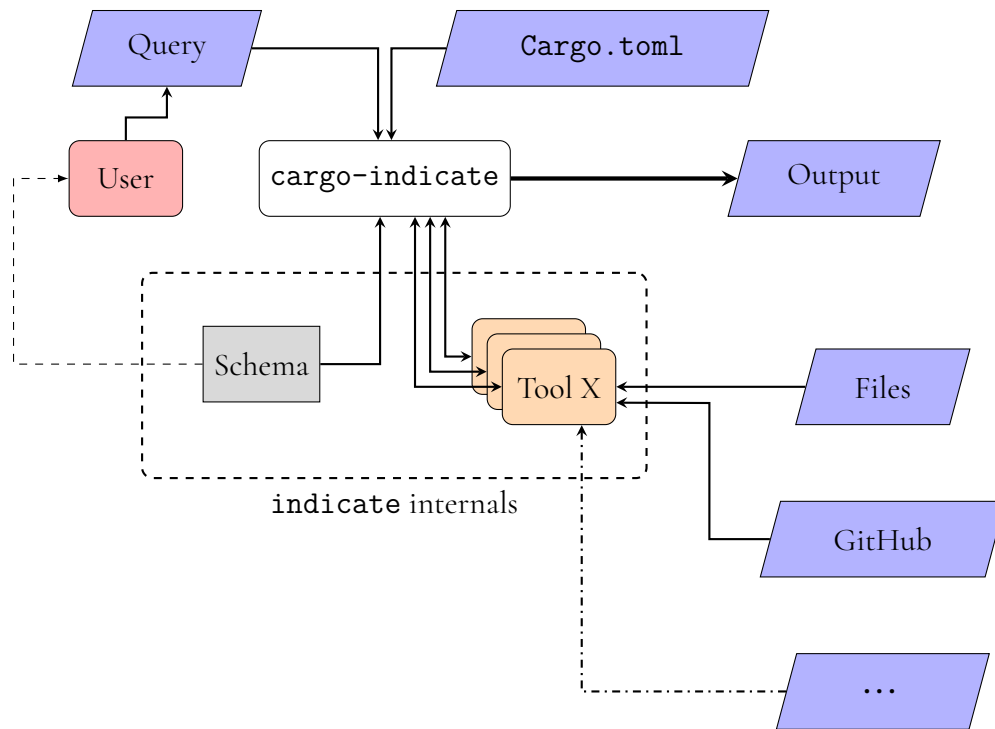 Query
Cargo.toml
User
cargo-indicate
Output
Schema
Tool X
Files
indicate internals
GitHub
...